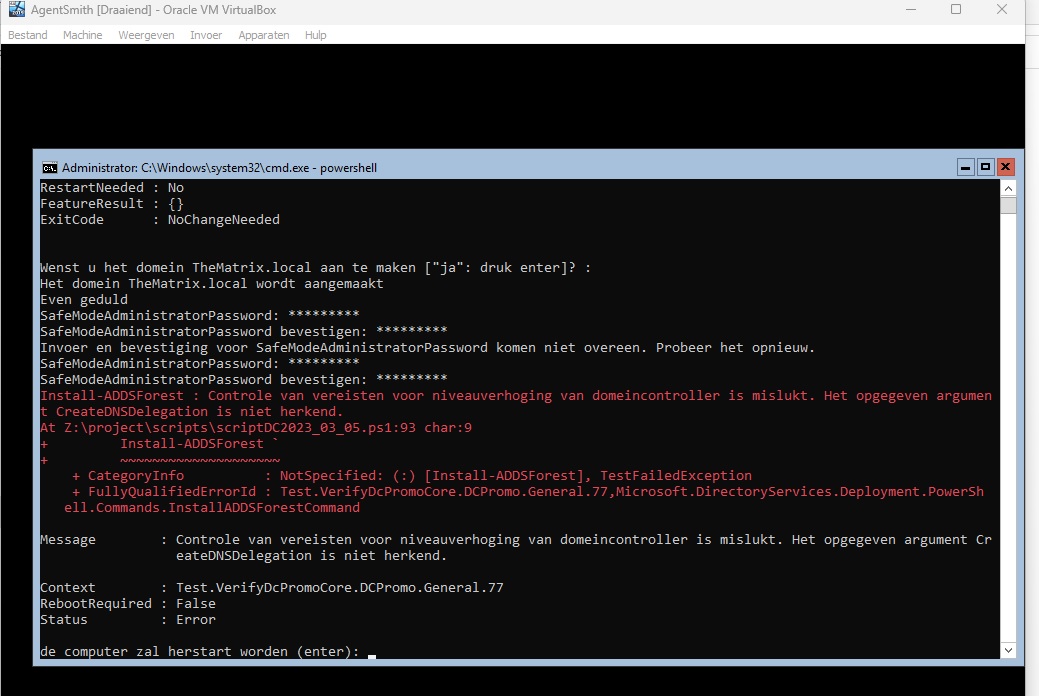 AgentSmith [Draaiend] - Oracle VM VirtualBox
Bestand Machine Weergeven Invoer Apparaten Hulp
Administrator: C:\Windows\system32\cmd.exe - powershell
RestartNeeded : No
FeatureResult : {}
ExitCode      : NoChangeNeeded
Wenst u het domein TheMatrix.local aan te maken ["ja": druk enter]? :
Het domein TheMatrix.local wordt aangemaakt
Even geduld
SafeModeAdministratorPassword: *********
SafeModeAdministratorPassword bevestigen: *********
Invoer en bevestiging voor SafeModeAdministratorPassword komen niet overeen. Probeer het opnieuw.
SafeModeAdministratorPassword: *********
SafeModeAdministratorPassword bevestigen: *********
Install-ADDSForest : Controle van vereisten voor niveauverhoging van domeincontroller is mislukt. Het opgegeven argumen
t CreateDNSDelegation is niet herkend.
At Z:\project\scripts\scriptDC2023_03_05.ps1:93 char:9
+         Install-ADDSForest `
+         ~~~~~~~~~~~~~~~~~~~~
    + CategoryInfo          : NotSpecified: (:) [Install-ADDSForest], TestFailedException
    + FullyQualifiedErrorId : Test.VerifyDcPromoCore.DCPromo.General.77,Microsoft.DirectoryServices.Deployment.PowerSh
   ell.Commands.InstallADDSForestCommand
Message        : Controle van vereisten voor niveauverhoging van domeincontroller is mislukt. Het opgegeven argument Cr
                 eateDNSDelegation is niet herkend.
Context        : Test.VerifyDcPromoCore.DCPromo.General.77
RebootRequired : False
Status         : Error
de computer zal herstart worden (enter):